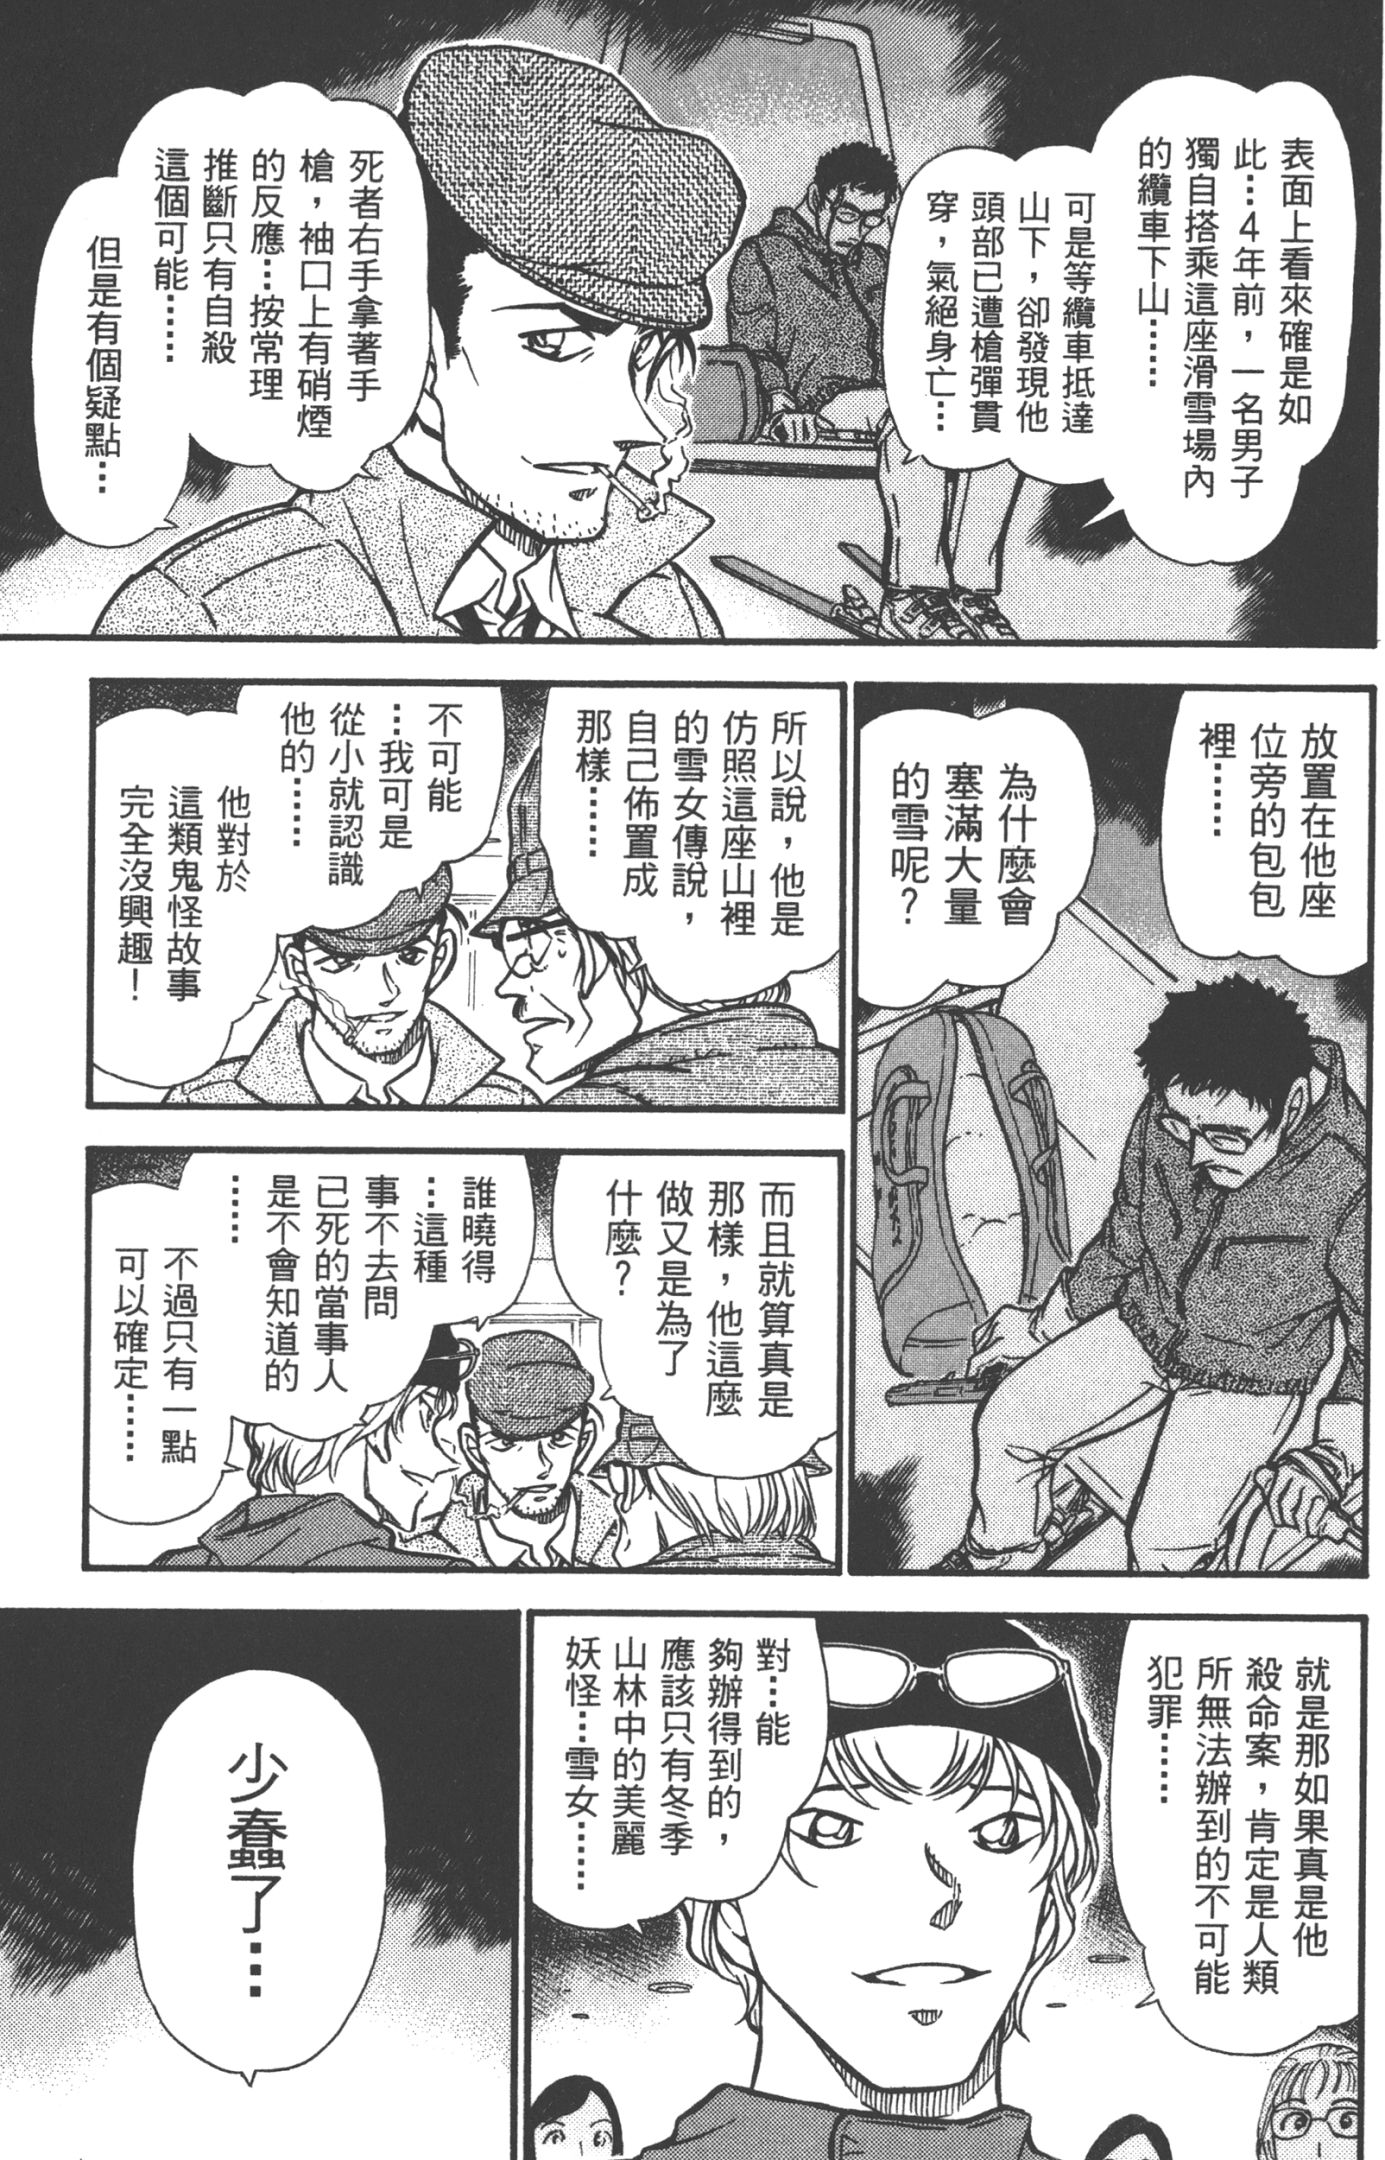 表面上看來確是如
此…4年前，一名男子
獨自搭乘這座滑雪場內
的纜車下山……
可是等纜車抵達
山下，卻發現他
頭部已遭槍彈貫
穿，氣絕身亡…
死者右手拿著手
槍，袖口上有硝煙
的反應…按常理
推斷只有自殺
這個可能……
但是有個疑點…
放置在他座
位旁的包包
裡……
為什麼會
塞滿大量
的雪呢？
所以說，他是
仿照這座山裡
的雪女傳說，
自己佈置成
那樣……
不可能
…我可是
從小就認識
他的……
他對於
這類鬼怪故事
完全沒興趣！
而且就算真是
那樣，他這麼
做又是為了
什麼？
誰曉得
…這種
事不去問
已死的當事人
是不會知道的
……
不過只有一點
可以確定……
就是那如果真是他
殺命案，肯定是人類
所無法辦到的不可能
犯罪……
對…能
夠辦得到的，
應該只有冬季
山林中的美麗
妖怪…雪女……
少蠢了…